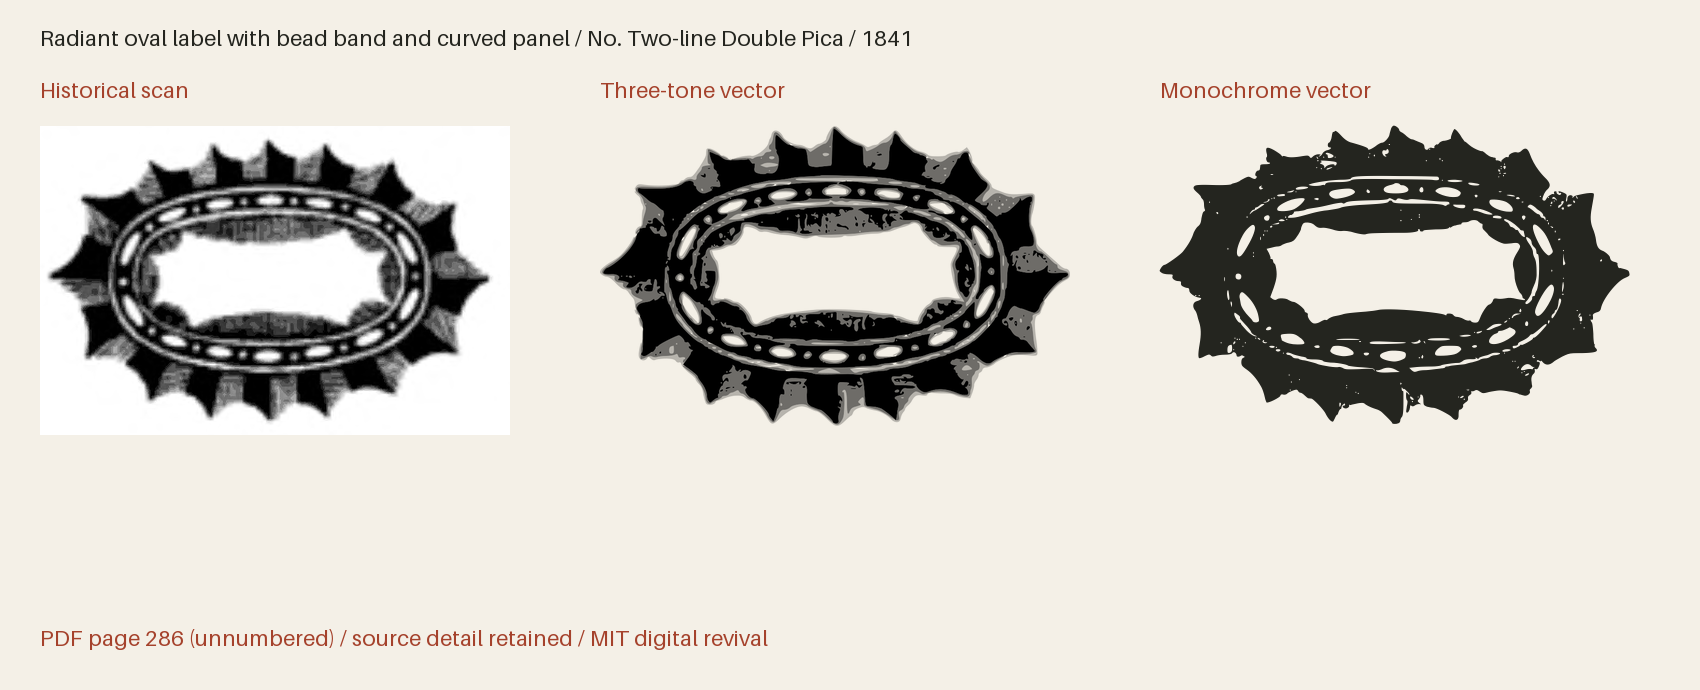 Radiant oval label with bead band and curved panel / No. Two-line Double Pica / 1841
Historical scan
Three-tone vector
Monochrome vector
PDF page 286 (unnumbered) / source detail retained / MIT digital revival